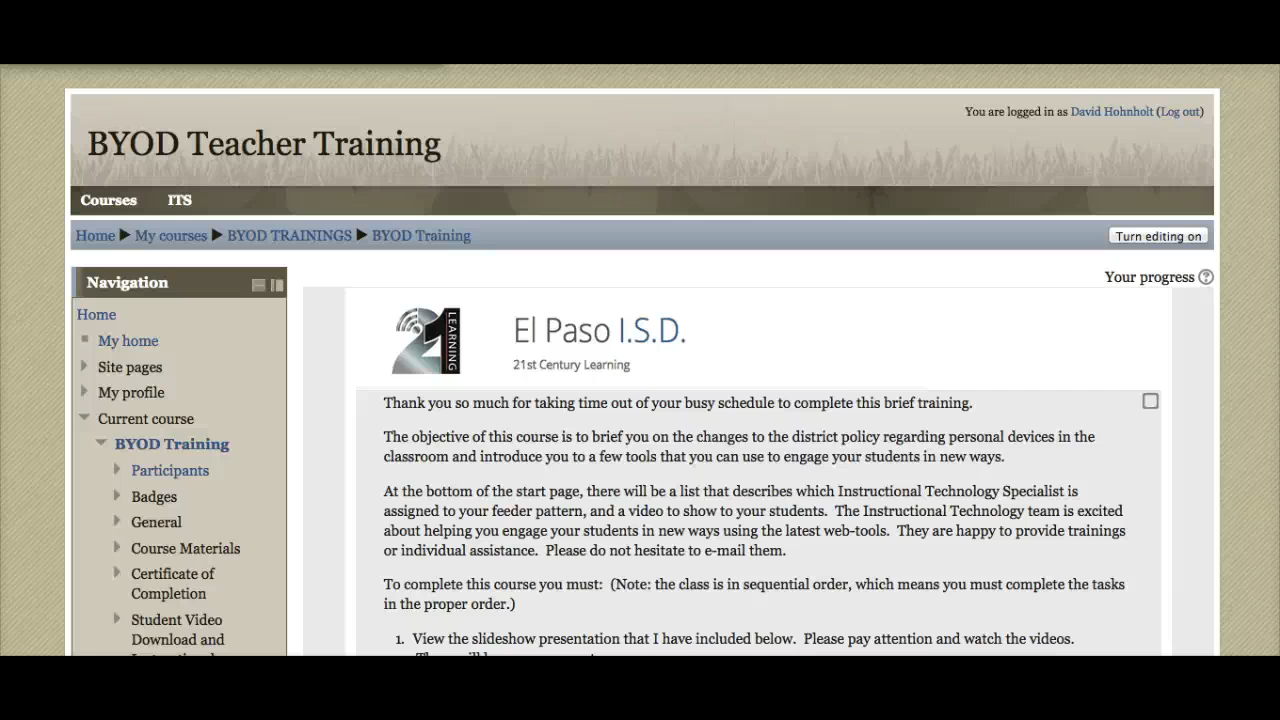 You are logged in as David Hohnholt (Log out)
BYOD Teacher Training
Courses ITS
Home My courses BYOD TRAININGS BYOD Training
Turn editing on
Navigation
Home
My home
Site pages
My profile
Current course
BYOD Training
Participants
Badges
General
Course Materials
Certificate of
Completion
Student Video
Download and
Your progress
21 LEARNING
El Paso I.S.D.
21st Century Learning
Thank you so much for taking time out of your busy schedule to complete this brief training.
The objective of this course is to brief you on the changes to the district policy regarding personal devices in the
classroom and introduce you to a few tools that you can use to engage your students in new ways.
At the bottom of the start page, there will be a list that describes which Instructional Technology Specialist is
assigned to your feeder pattern, and a video to show to your students. The Instructional Technology team is excited
about helping you engage your students in new ways using the latest web-tools. They are happy to provide trainings
or individual assistance. Please do not hesitate to e-mail them.
To complete this course you must: (Note: the class is in sequential order, which means you must complete the tasks
in the proper order.)
1. View the slideshow presentation that I have included below. Please pay attention and watch the videos.